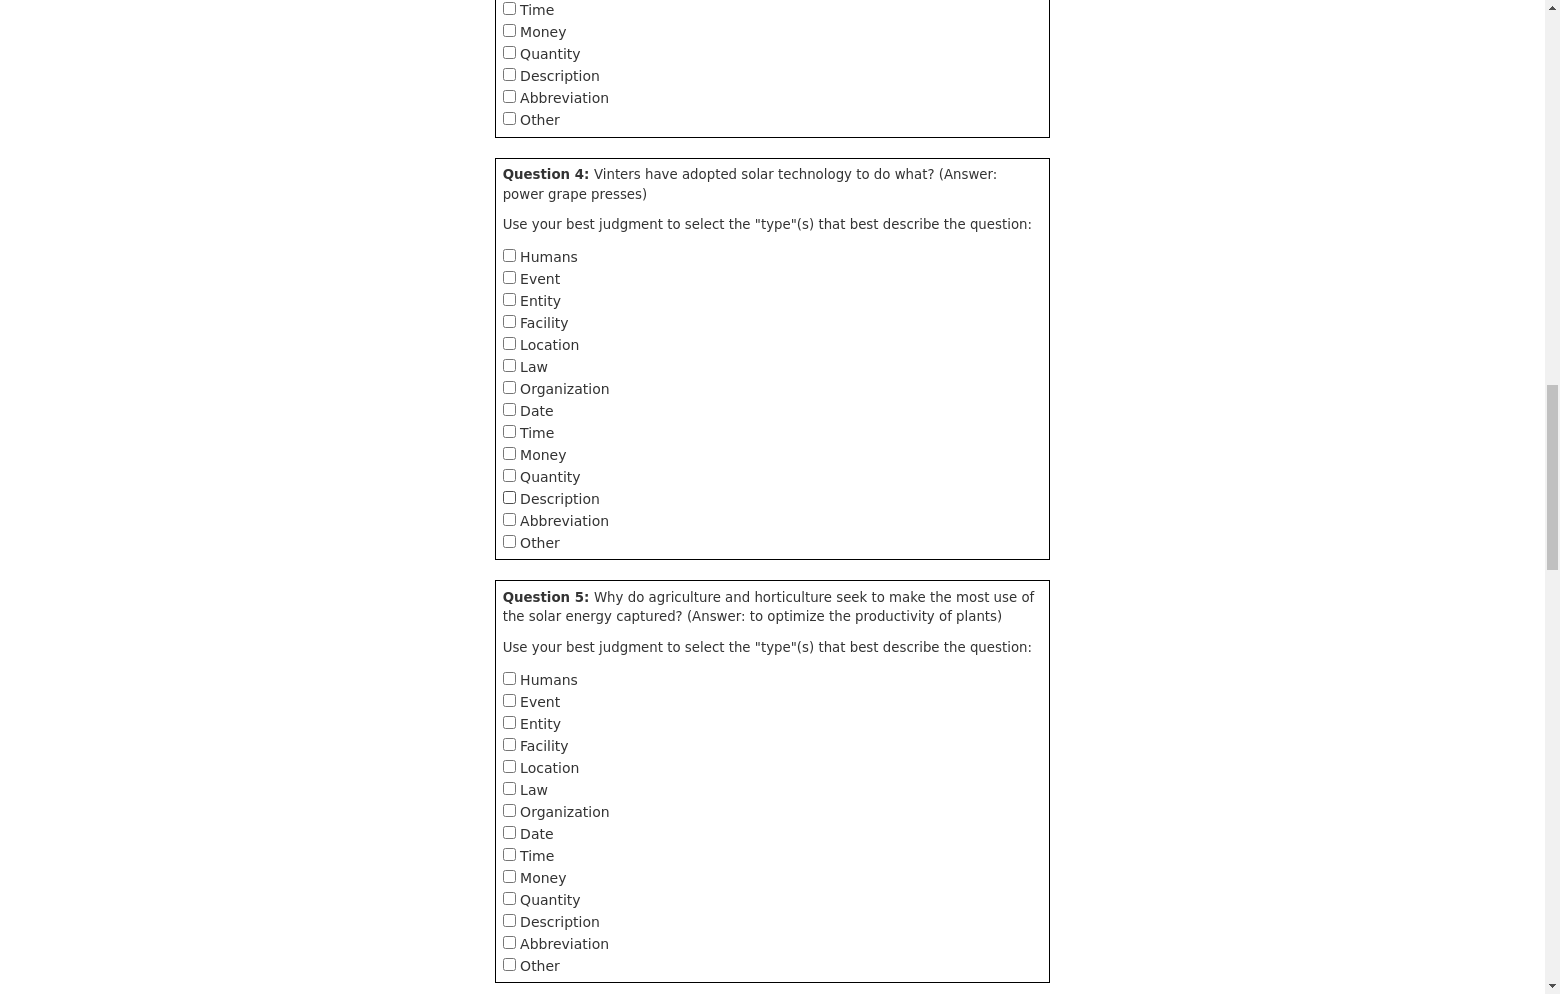 Time
Money
Quantity
Description
Abbreviation
Other
Question 4: Vinters have adopted solar technology to do what? (Answer:
power grape presses)
Use your best judgment to select the "type"(s) that best describe the question:
Humans
Event
Entity
Facility
Location
Law
Organization
Date
Time
Money
Quantity
Description
Abbreviation
Other
Question 5: Why do agriculture and horticulture seek to make the most use of
the solar energy captured? (Answer: to optimize the productivity of plants)
Use your best judgment to select the "type"(s) that best describe the question:
Humans
Event
Entity
Facility
Location
Law
Organization
Date
Time
Money
Quantity
Description
Abbreviation
Other